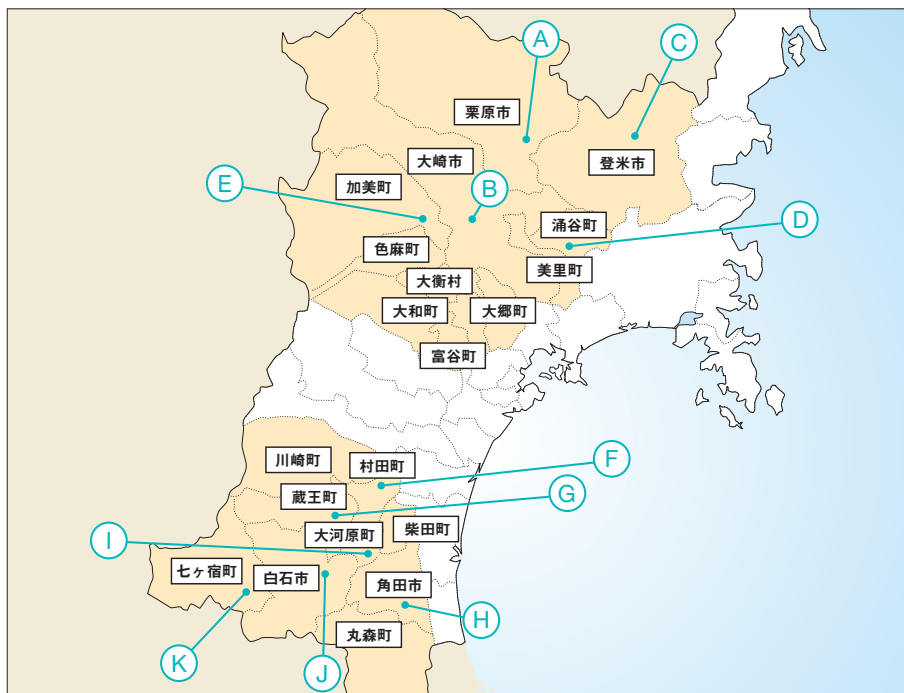 A
C
栗原市
大崎市
登米市
加美町
E
B
涌谷町
D
色麻町
美里町
大衡村
大和町
大郷町
富谷町
川崎町
村田町
F
蔵王町
G
大河原町
柴田町
I
七ヶ宿町
白石市
角田市
H
丸森町
K
J